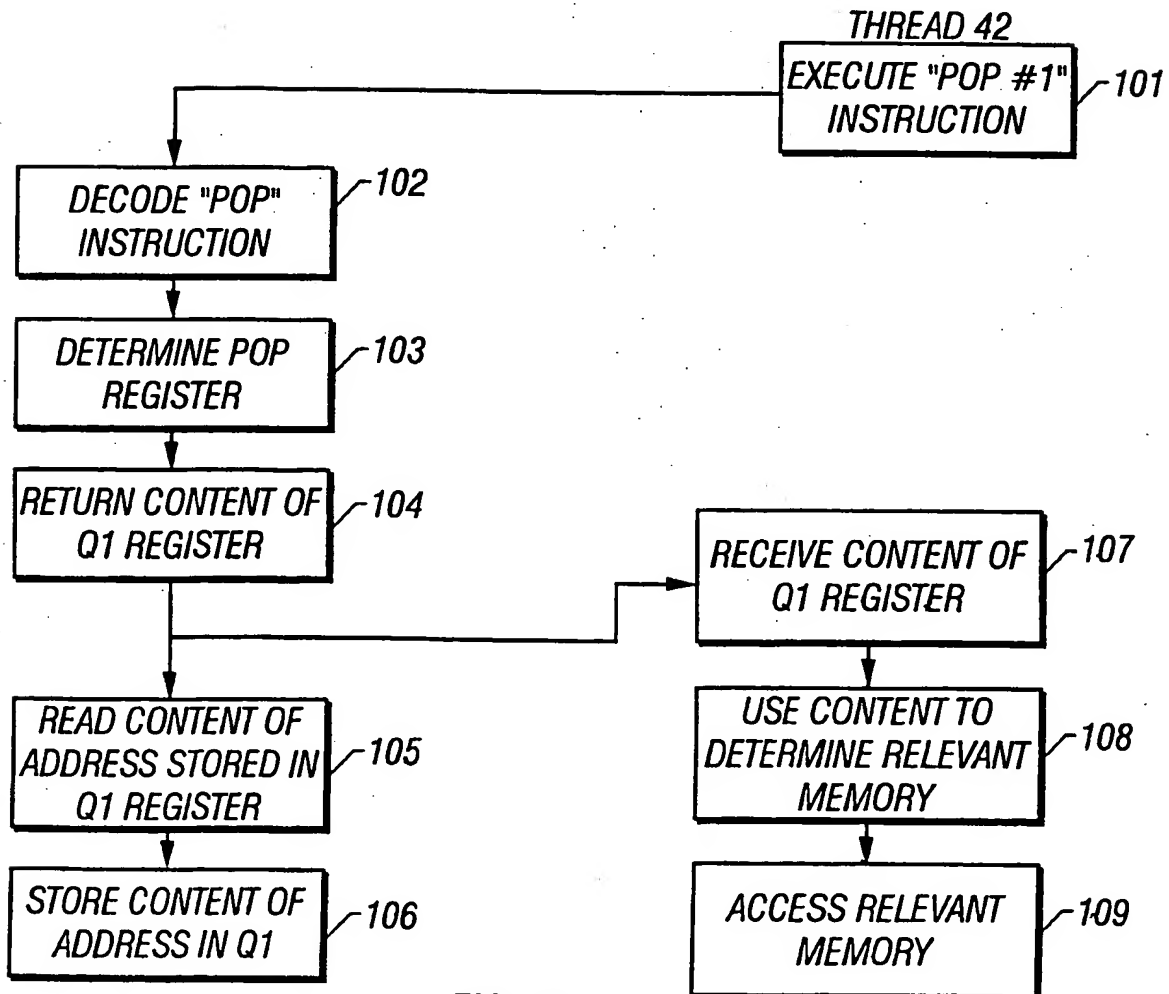 THREAD 42
EXECUTE "POP #1"
INSTRUCTION
101
DECODE "POP"
INSTRUCTION
102
DETERMINE POP
REGISTER
103
RETURN CONTENT OF
Q1 REGISTER
104
RECEIVE CONTENT OF
Q1 REGISTER
107
READ CONTENT OF
ADDRESS STORED IN
Q1 REGISTER
105
USE CONTENT TO
DETERMINE RELEVANT
MEMORY
108
STORE CONTENT OF
ADDRESS IN Q1
106
ACCESS RELEVANT
MEMORY
109